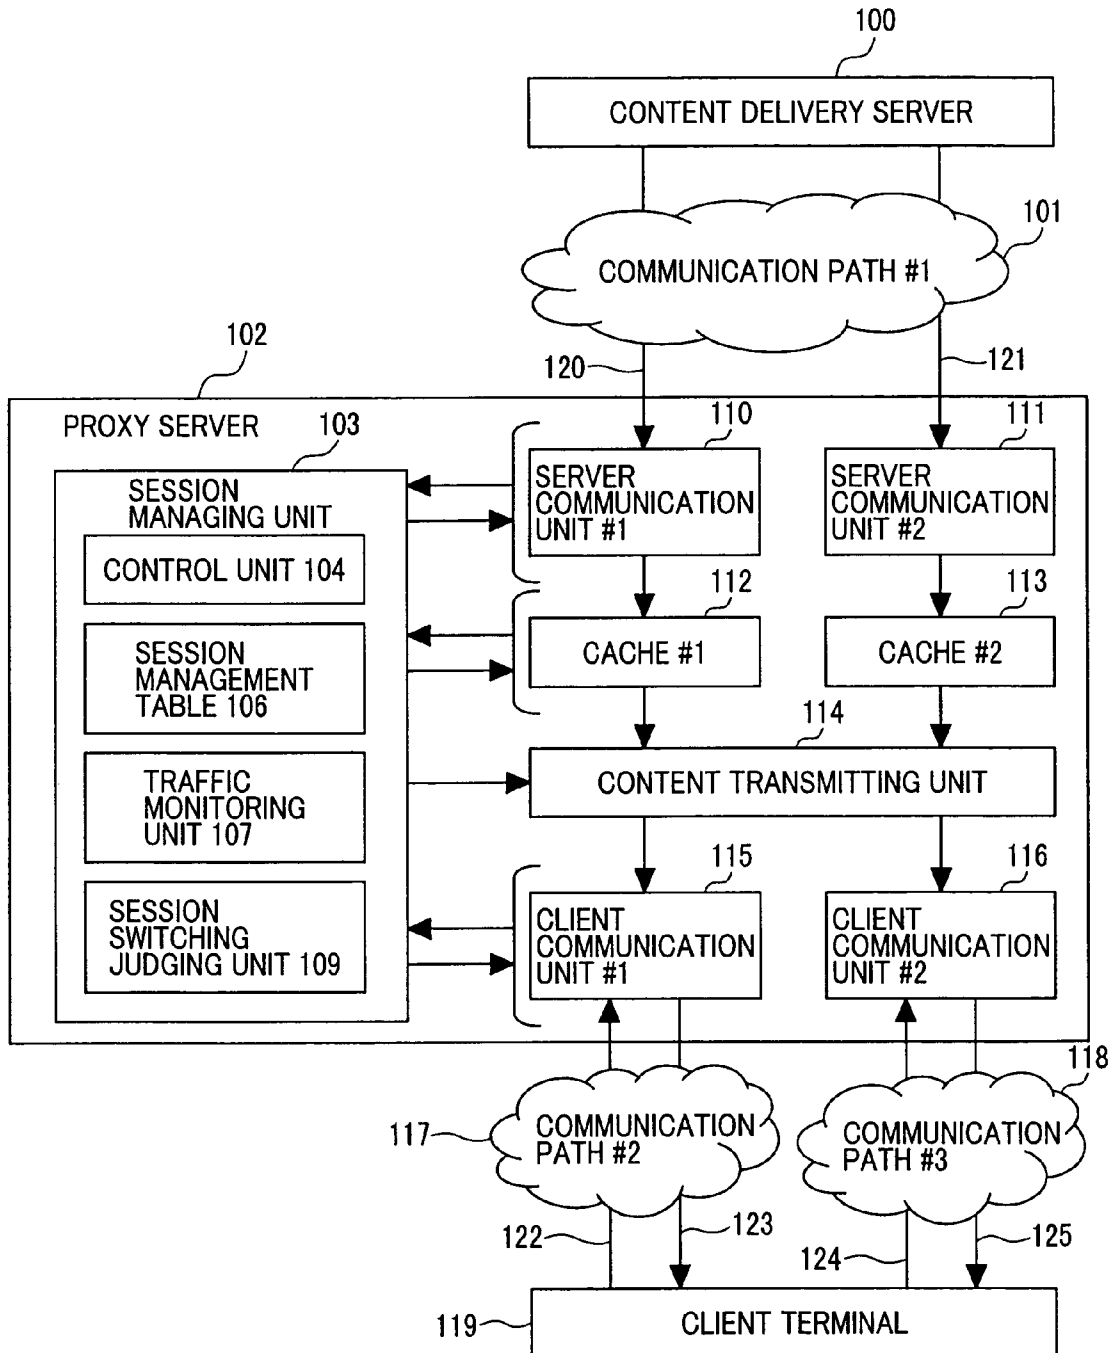 100
CONTENT DELIVERY SERVER
101
COMMUNICATION PATH #1
102
120
121
PROXY SERVER
103
110
111
SESSION
MANAGING UNIT
SERVER
COMMUNICATION
UNIT #1
SERVER
COMMUNICATION
UNIT #2
CONTROL UNIT 104
112
113
SESSION
MANAGEMENT
TABLE 106
CACHE #1
CACHE #2
114
TRAFFIC
MONITORING
UNIT 107
CONTENT TRANSMITTING UNIT
115
116
SESSION
SWITCHING
JUDGING UNIT 109
CLIENT
COMMUNICATION
UNIT #1
CLIENT
COMMUNICATION
UNIT #2
118
117
COMMUNICATION
PATH #2
COMMUNICATION
PATH #3
122
123
124
125
119
CLIENT TERMINAL